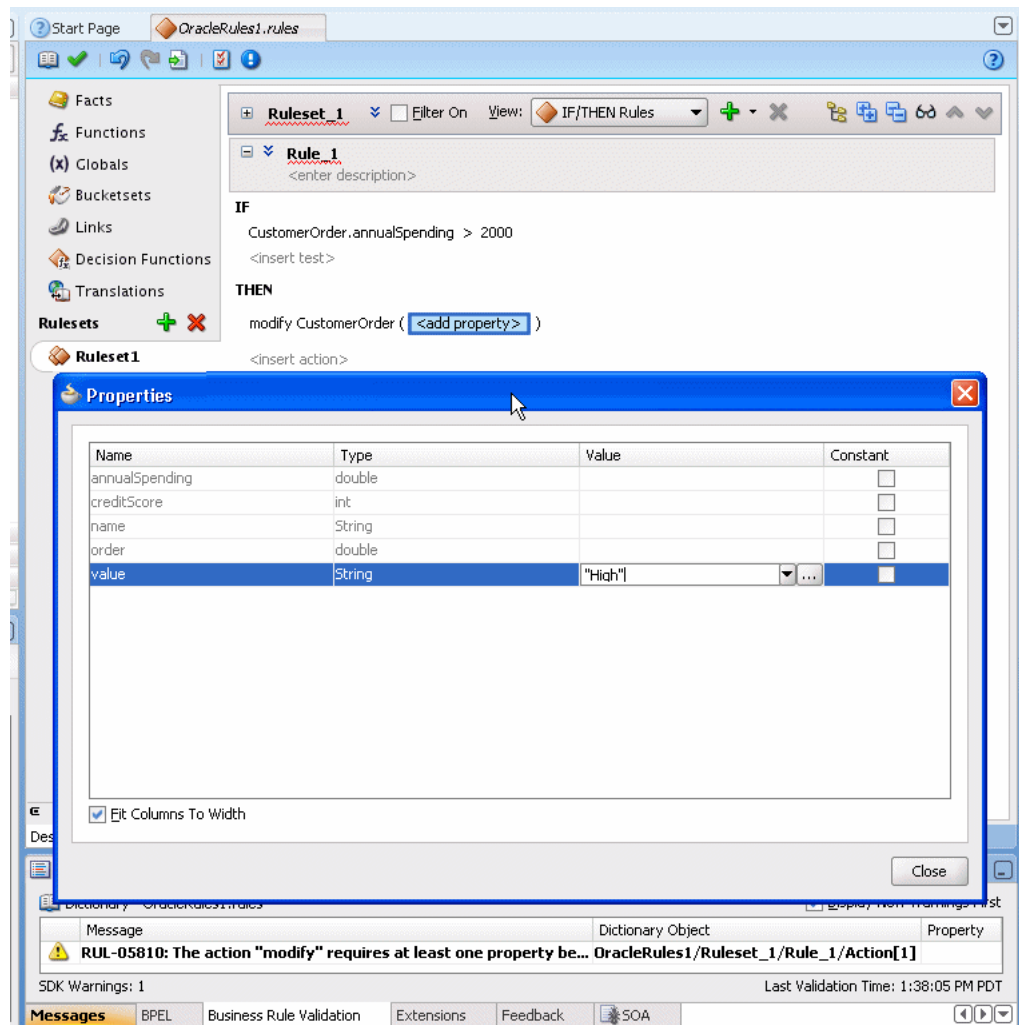 Start Page OracleRules1.rules
Facts
Functions
Globals
Bucketsets
Links
Decision Functions
Translations
Rulesets
Ruleset1
Ruleset_1 Filter On View: IF/THEN Rules
Rule_1
<enter description>
IF
CustomerOrder.annualSpending > 2000
<insert test>
THEN
modify CustomerOrder ( <add property> )
<insert action>
Properties
Name Type Value Constant
annualSpending double
creditScore int
name String
order double
value String "High" ...
Fit Columns To Width
Des
Close
Message Dictionary Object Property
RUL-05810: The action "modify" requires at least one property be... OracleRules1/Ruleset_1/Rule_1/Action[1]
SDK Warnings: 1 Last Validation Time: 1:38:05 PM PDT
Messages BPEL Business Rule Validation Extensions Feedback SOA